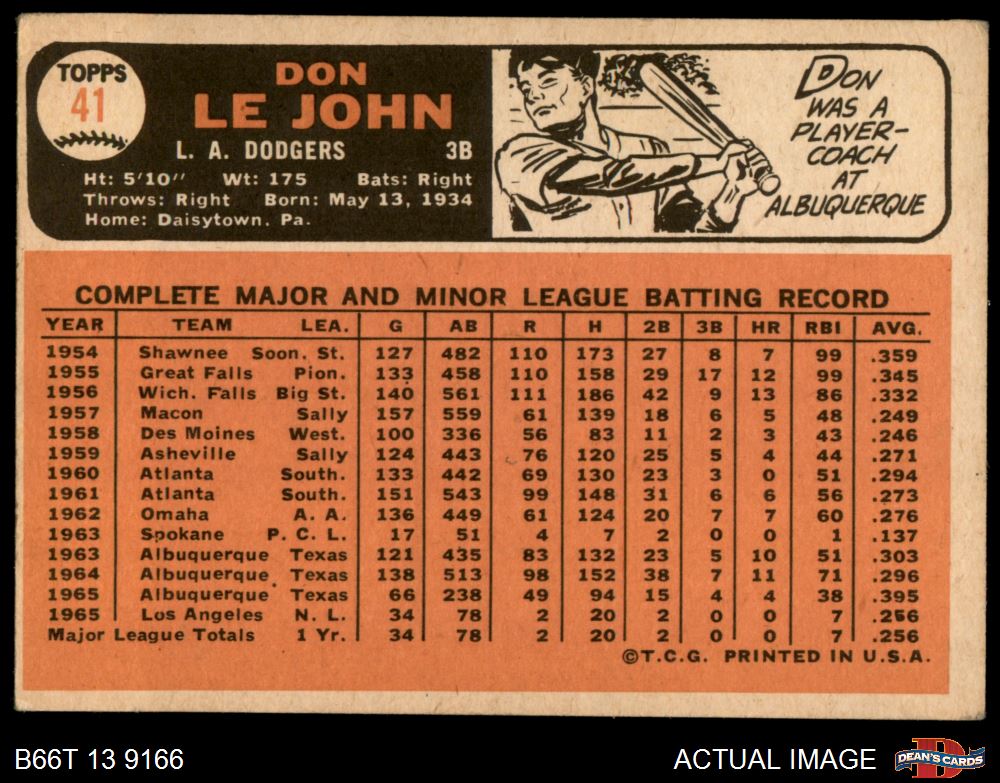 TOPPS
41
DON
LE JOHN
L. A. DODGERS 3B
Ht: 5'10" Wt: 175 Bats: Right
Throws: Right Born: May 13, 1934
Home: Daisytown, Pa.
DON
WAS A
PLAYER-
COACH
AT
ALBUQUERQUE
COMPLETE MAJOR AND MINOR LEAGUE BATTING RECORD
YEAR TEAM LEA. G AB R H 2B 3B HR RBI AVG.
1954 Shawnee Soon. St. 127 482 110 173 27 8 7 99 .359
1955 Great Falls Pion. 133 458 110 158 29 17 12 99 .345
1956 Wich. Falls Big St. 140 561 111 186 42 9 13 86 .332
1957 Macon Sally 157 559 61 139 18 6 5 48 .249
1958 Des Moines West. 100 336 56 83 11 2 3 43 .246
1959 Asheville Sally 124 443 76 120 25 5 4 44 .271
1960 Atlanta South. 133 442 69 130 23 3 0 51 .294
1961 Atlanta South. 151 543 99 148 31 6 6 56 .273
1962 Omaha A. A. 136 449 61 124 20 7 7 60 .276
1963 Spokane P. C. L. 17 51 4 7 2 0 0 1 .137
1963 Albuquerque Texas 121 435 83 132 23 5 10 51 .303
1964 Albuquerque Texas 138 513 98 152 38 7 11 71 .296
1965 Albuquerque Texas 66 238 49 94 15 4 4 38 .395
1965 Los Angeles N. L. 34 78 2 20 2 0 0 7 .256
Major League Totals 1 Yr. 34 78 2 20 2 0 0 7 .256
©T.C.G. PRINTED IN U.S.A.
B66T 13 9166 ACTUAL IMAGE DEAN'S CARDS